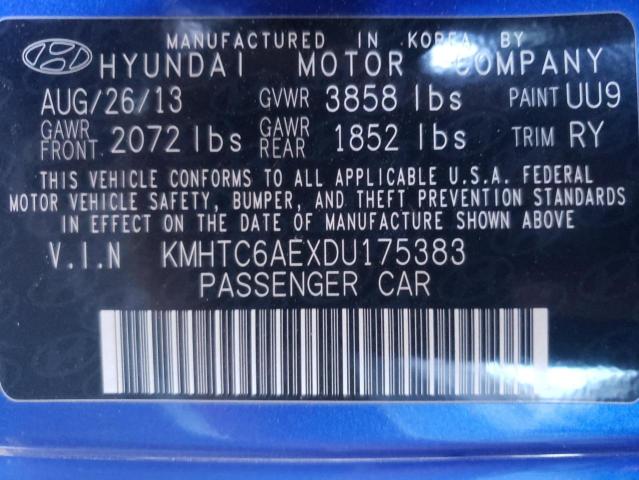 MANUFACTURED IN KOREA BY
HYUNDAI MOTOR COMPANY
AUG/26/13 GVWR 3858 lbs PAINT UU9
GAWR FRONT 2072 lbs GAWR REAR 1852 lbs TRIM RY
THIS VEHICLE CONFORMS TO ALL APPLICABLE U.S.A. FEDERAL
MOTOR VEHICLE SAFETY, BUMPER, AND THEFT PREVENTION STANDARDS
IN EFFECT ON THE DATE OF MANUFACTURE SHOWN ABOVE
V.I.N KMHTC6AEXDU175383
PASSENGER CAR